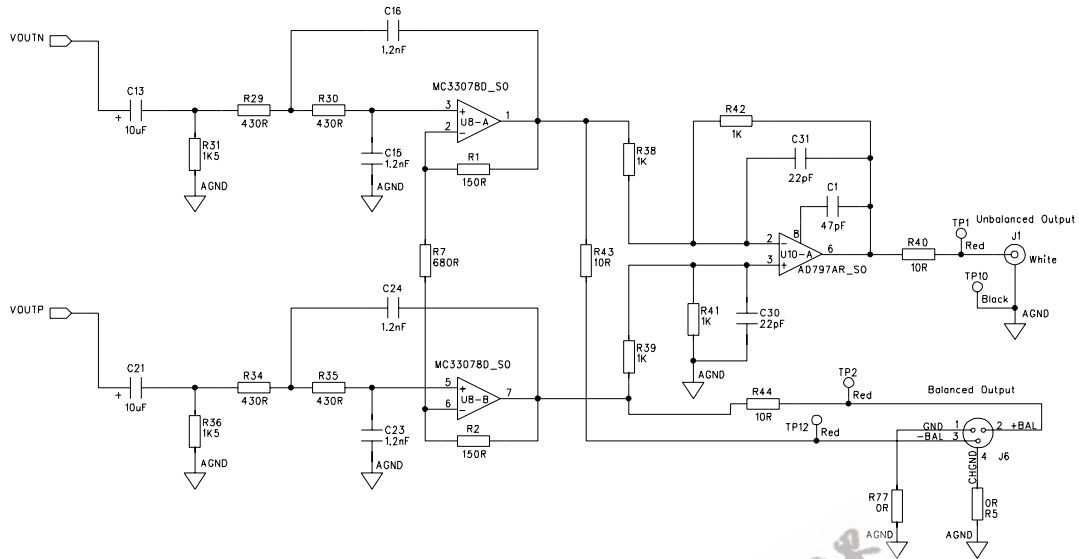 VOUTN
C16
1.2nF
MC33078D_SO
C13
+
10uF
R29
430R
R30
430R
3
+
U8-A
1
2
−
R31
1K5
AGND
C15
1.2nF
AGND
R1
150R
R42
1K
R38
1K
C31
22pF
C1
47pF
8
2
−
U10-A
6
3
+
AD797AR_SO
R40
10R
TP1
Red
Unbalanced Output
J1
White
TP10
Black
AGND
R7
680R
R43
10R
R41
1K
C30
22pF
AGND
R39
1K
VOUTP
C24
1.2nF
MC33078D_SO
C21
+
10uF
R34
430R
R35
430R
5
+
U8-B
7
6
−
R36
1K5
AGND
C23
1.2nF
AGND
R2
150R
R44
10R
TP2
Red
TP12
Red
Balanced Output
GND
1
2
+BAL
-BAL
3
4
J6
CHGND
R77
0R
AGND
0R
R5
AGND